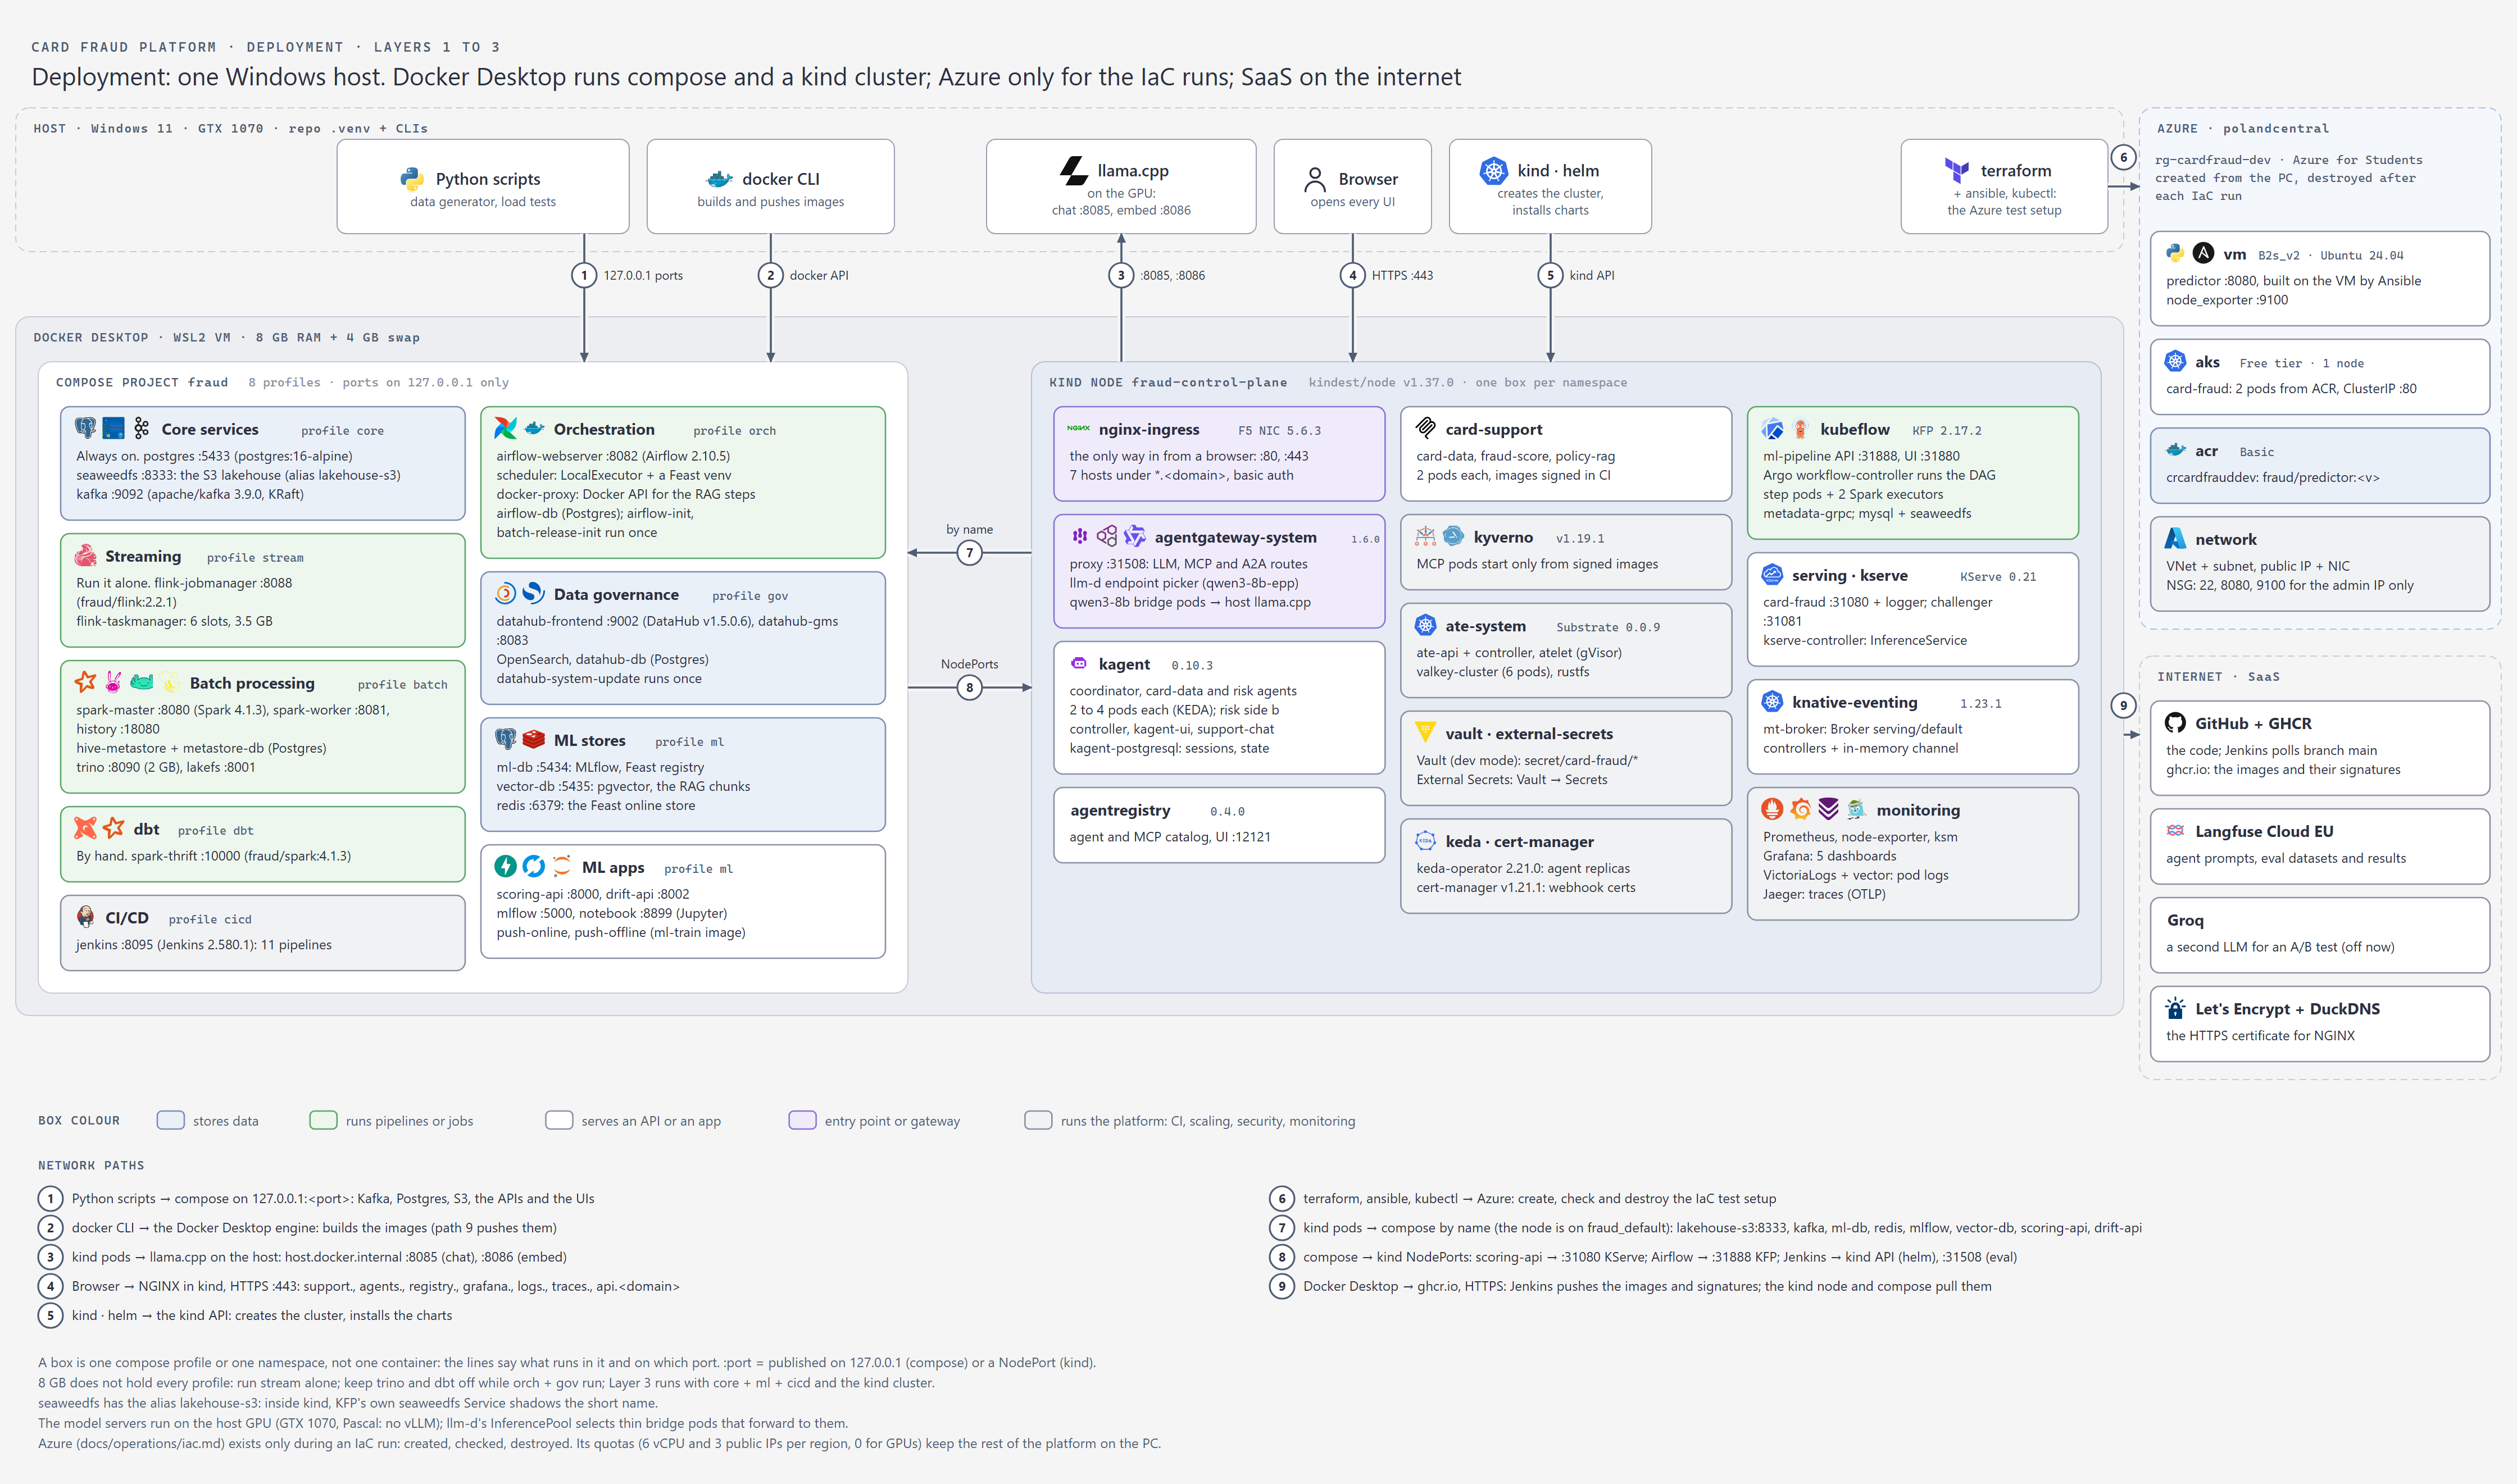 CARD FRAUD PLATFORM · DEPLOYMENT · LAYERS 1 TO 3
Deployment: one Windows host. Docker Desktop runs compose and a kind cluster; Azure only for the IaC runs; SaaS on the internet
HOST · Windows 11 · GTX 1070 · repo .venv + CLIs
Python scripts
data generator, load tests
docker CLI
builds and pushes images
llama.cpp
on the GPU:
chat :8085, embed :8086
Browser
opens every UI
kind · helm
creates the cluster,
installs charts
terraform
+ ansible, kubectl:
the Azure test setup
6
1
127.0.0.1 ports
2
docker API
3
:8085, :8086
4
HTTPS :443
5
kind API
DOCKER DESKTOP · WSL2 VM · 8 GB RAM + 4 GB swap
COMPOSE PROJECT fraud 8 profiles · ports on 127.0.0.1 only
Core services profile core
Always on. postgres :5433 (postgres:16-alpine)
seaweedfs :8333: the S3 lakehouse (alias lakehouse-s3)
kafka :9092 (apache/kafka 3.9.0, KRaft)
Streaming profile stream
Run it alone. flink-jobmanager :8088
(fraud/flink:2.2.1)
flink-taskmanager: 6 slots, 3.5 GB
Batch processing profile batch
spark-master :8080 (Spark 4.1.3), spark-worker :8081,
history :18080
hive-metastore + metastore-db (Postgres)
trino :8090 (2 GB), lakefs :8001
dbt profile dbt
By hand. spark-thrift :10000 (fraud/spark:4.1.3)
CI/CD profile cicd
jenkins :8095 (Jenkins 2.580.1): 11 pipelines
Orchestration profile orch
airflow-webserver :8082 (Airflow 2.10.5)
scheduler: LocalExecutor + a Feast venv
docker-proxy: Docker API for the RAG steps
airflow-db (Postgres); airflow-init,
batch-release-init run once
Data governance profile gov
datahub-frontend :9002 (DataHub v1.5.0.6), datahub-gms
:8083
OpenSearch, datahub-db (Postgres)
datahub-system-update runs once
ML stores profile ml
ml-db :5434: MLflow, Feast registry
vector-db :5435: pgvector, the RAG chunks
redis :6379: the Feast online store
ML apps profile ml
scoring-api :8000, drift-api :8002
mlflow :5000, notebook :8899 (Jupyter)
push-online, push-offline (ml-train image)
by name
7
NodePorts
8
KIND NODE fraud-control-plane kindest/node v1.37.0 · one box per namespace
NGINX nginx-ingress F5 NIC 5.6.3
the only way in from a browser: :80, :443
7 hosts under *.<domain>, basic auth
agentgateway-system 1.6.0
proxy :31508: LLM, MCP and A2A routes
llm-d endpoint picker (qwen3-8b-epp)
qwen3-8b bridge pods → host llama.cpp
kagent 0.10.3
coordinator, card-data and risk agents
2 to 4 pods each (KEDA); risk side b
controller, kagent-ui, support-chat
kagent-postgresql: sessions, state
agentregistry 0.4.0
agent and MCP catalog, UI :12121
card-support
card-data, fraud-score, policy-rag
2 pods each, images signed in CI
kyverno v1.19.1
MCP pods start only from signed images
ate-system Substrate 0.0.9
ate-api + controller, atelet (gVisor)
valkey-cluster (6 pods), rustfs
vault · external-secrets
Vault (dev mode): secret/card-fraud/*
External Secrets: Vault → Secrets
KEDA keda · cert-manager
keda-operator 2.21.0: agent replicas
cert-manager v1.21.1: webhook certs
kubeflow KFP 2.17.2
ml-pipeline API :31888, UI :31880
Argo workflow-controller runs the DAG
step pods + 2 Spark executors
metadata-grpc; mysql + seaweedfs
serving · kserve KServe 0.21
card-fraud :31080 + logger; challenger
:31081
kserve-controller: InferenceService
knative-eventing 1.23.1
mt-broker: Broker serving/default
controllers + in-memory channel
monitoring
Prometheus, node-exporter, ksm
Grafana: 5 dashboards
VictoriaLogs + vector: pod logs
Jaeger: traces (OTLP)
9
AZURE · polandcentral
rg-cardfraud-dev · Azure for Students
created from the PC, destroyed after
each IaC run
vm B2s_v2 · Ubuntu 24.04
predictor :8080, built on the VM by Ansible
node_exporter :9100
aks Free tier · 1 node
card-fraud: 2 pods from ACR, ClusterIP :80
acr Basic
crcardfrauddev: fraud/predictor:<v>
network
VNet + subnet, public IP + NIC
NSG: 22, 8080, 9100 for the admin IP only
INTERNET · SaaS
GitHub + GHCR
the code; Jenkins polls branch main
ghcr.io: the images and their signatures
Langfuse Cloud EU
agent prompts, eval datasets and results
Groq
a second LLM for an A/B test (off now)
Let's Encrypt + DuckDNS
the HTTPS certificate for NGINX
BOX COLOUR stores data runs pipelines or jobs serves an API or an app entry point or gateway runs the platform: CI, scaling, security, monitoring
NETWORK PATHS
1 Python scripts → compose on 127.0.0.1:<port>: Kafka, Postgres, S3, the APIs and the UIs
2 docker CLI → the Docker Desktop engine: builds the images (path 9 pushes them)
3 kind pods → llama.cpp on the host: host.docker.internal :8085 (chat), :8086 (embed)
4 Browser → NGINX in kind, HTTPS :443: support., agents., registry., grafana., logs., traces., api.<domain>
5 kind · helm → the kind API: creates the cluster, installs the charts
6 terraform, ansible, kubectl → Azure: create, check and destroy the IaC test setup
7 kind pods → compose by name (the node is on fraud_default): lakehouse-s3:8333, kafka, ml-db, redis, mlflow, vector-db, scoring-api, drift-api
8 compose → kind NodePorts: scoring-api → :31080 KServe; Airflow → :31888 KFP; Jenkins → kind API (helm), :31508 (eval)
9 Docker Desktop → ghcr.io, HTTPS: Jenkins pushes the images and signatures; the kind node and compose pull them
A box is one compose profile or one namespace, not one container: the lines say what runs in it and on which port. :port = published on 127.0.0.1 (compose) or a NodePort (kind).
8 GB does not hold every profile: run stream alone; keep trino and dbt off while orch + gov run; Layer 3 runs with core + ml + cicd and the kind cluster.
seaweedfs has the alias lakehouse-s3: inside kind, KFP's own seaweedfs Service shadows the short name.
The model servers run on the host GPU (GTX 1070, Pascal: no vLLM); llm-d's InferencePool selects thin bridge pods that forward to them.
Azure (docs/operations/iac.md) exists only during an IaC run: created, checked, destroyed. Its quotas (6 vCPU and 3 public IPs per region, 0 for GPUs) keep the rest of the platform on the PC.